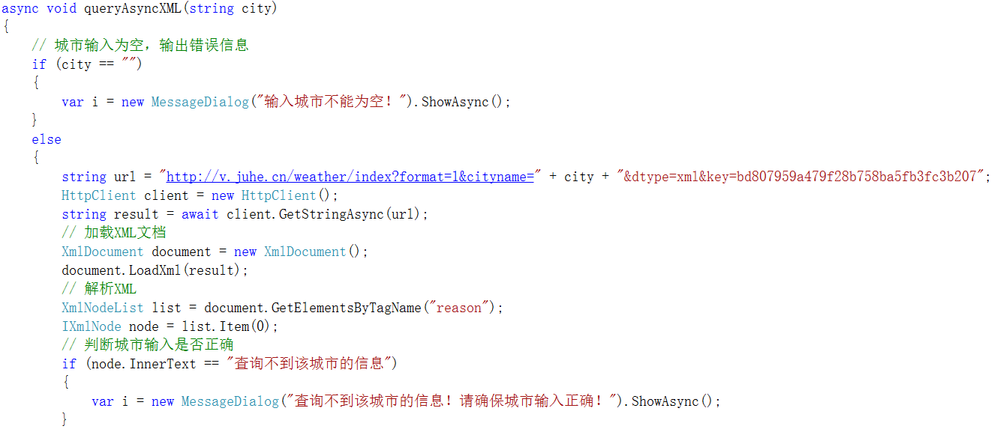 async void queryAsyncXML(string city)
{
    // 城市输入为空，输出错误信息
    if (city == "")
    {
        var i = new MessageDialog("输入城市不能为空！").ShowAsync();
    }
    else
    {
        string url = "http://v.juhe.cn/weather/index?format=1&cityname=" + city + "&dtype=xml&key=bd807959a479f28b758ba5fb3fc3b207";
        HttpClient client = new HttpClient();
        string result = await client.GetStringAsync(url);
        // 加载XML文档
        XmlDocument document = new XmlDocument();
        document.LoadXml(result);
        // 解析XML
        XmlNodeList list = document.GetElementsByTagName("reason");
        IXmlNode node = list.Item(0);
        // 判断城市输入是否正确
        if (node.InnerText == "查询不到该城市的信息")
        {
            var i = new MessageDialog("查询不到该城市的信息！请确保城市输入正确！").ShowAsync();
        }